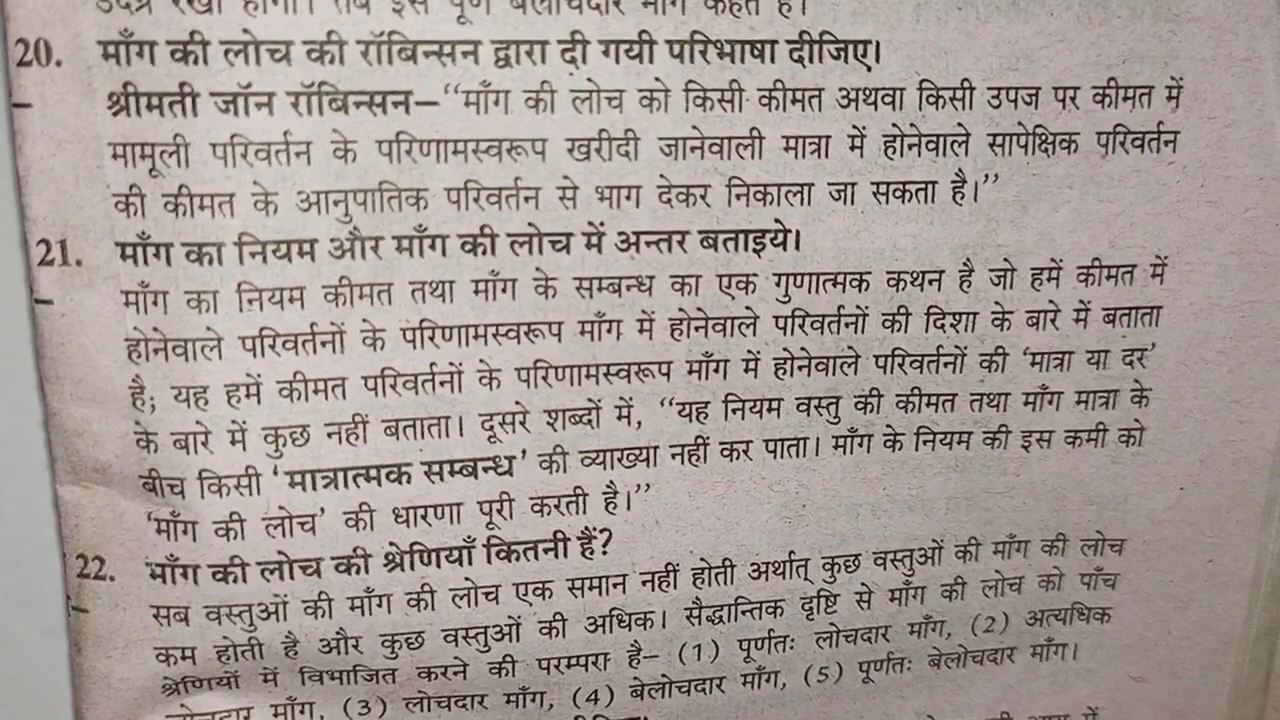 रखा होगा। तब इसे पूर्ण बेलोचदार माँग कहते हैं।
20. माँग की लोच की रॉबिन्सन द्वारा दी गयी परिभाषा दीजिए।
– श्रीमती जॉन रॉबिन्सन–“माँग की लोच को किसी कीमत अथवा किसी उपज पर कीमत में
मामूली परिवर्तन के परिणामस्वरूप खरीदी जानेवाली मात्रा में होनेवाले सापेक्षिक परिवर्तन
की कीमत के आनुपातिक परिवर्तन से भाग देकर निकाला जा सकता है।”
21. माँग का नियम और माँग की लोच में अन्तर बताइये।
– माँग का नियम कीमत तथा माँग के सम्बन्ध का एक गुणात्मक कथन है जो हमें कीमत में
होनेवाले परिवर्तनों के परिणामस्वरूप माँग में होनेवाले परिवर्तनों की दिशा के बारे में बताता
है; यह हमें कीमत परिवर्तनों के परिणामस्वरूप माँग में होनेवाले परिवर्तनों की ‘मात्रा या दर’
के बारे में कुछ नहीं बताता। दूसरे शब्दों में, “यह नियम वस्तु की कीमत तथा माँग मात्रा के
बीच किसी ‘मात्रात्मक सम्बन्ध’ की व्याख्या नहीं कर पाता। माँग के नियम की इस कमी को
‘माँग की लोच’ की धारणा पूरी करती है।”
22. माँग की लोच की श्रेणियाँ कितनी हैं?
– सब वस्तुओं की माँग की लोच एक समान नहीं होती अर्थात् कुछ वस्तुओं की माँग की लोच
कम होती है और कुछ वस्तुओं की अधिक। सैद्धान्तिक दृष्टि से माँग की लोच को पाँच
श्रेणियों में विभाजित करने की परम्परा है– (1) पूर्णतः लोचदार माँग, (2) अत्यधिक
लोचदार माँग, (3) लोचदार माँग, (4) बेलोचदार माँग, (5) पूर्णतः बेलोचदार माँग।